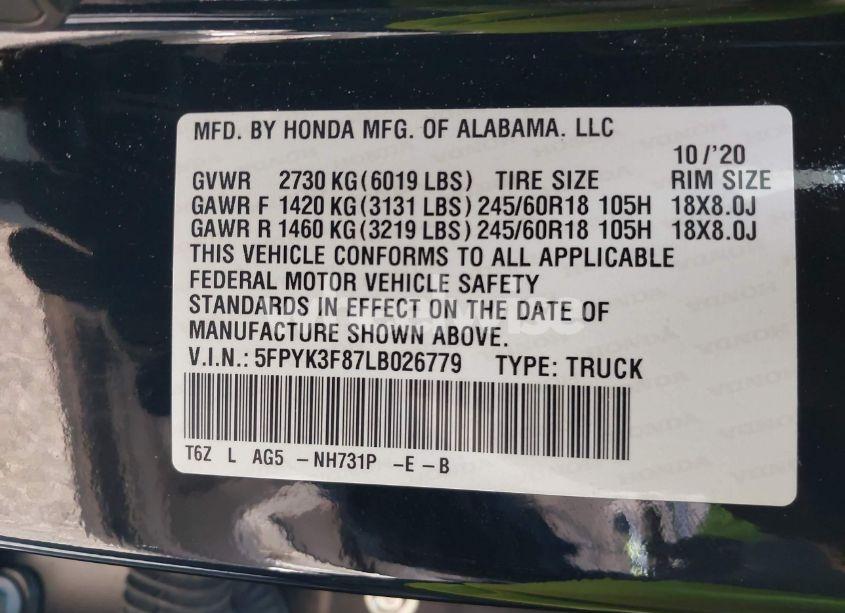 MFD. BY HONDA MFG. OF ALABAMA. LLC
10/'20
GVWR 2730 KG(6019 LBS) TIRE SIZE RIM SIZE
GAWR F 1420 KG(3131 LBS) 245/60R18 105H 18X8.0J
GAWR R 1460 KG(3219 LBS) 245/60R18 105H 18X8.0J
THIS VEHICLE CONFORMS TO ALL APPLICABLE
FEDERAL MOTOR VEHICLE SAFETY
STANDARDS IN EFFECT ON THE DATE OF
MANUFACTURE SHOWN ABOVE.
V.I.N.: 5FPYK3F87LB026779 TYPE: TRUCK
T6Z L AG5 -NH731P -E -B